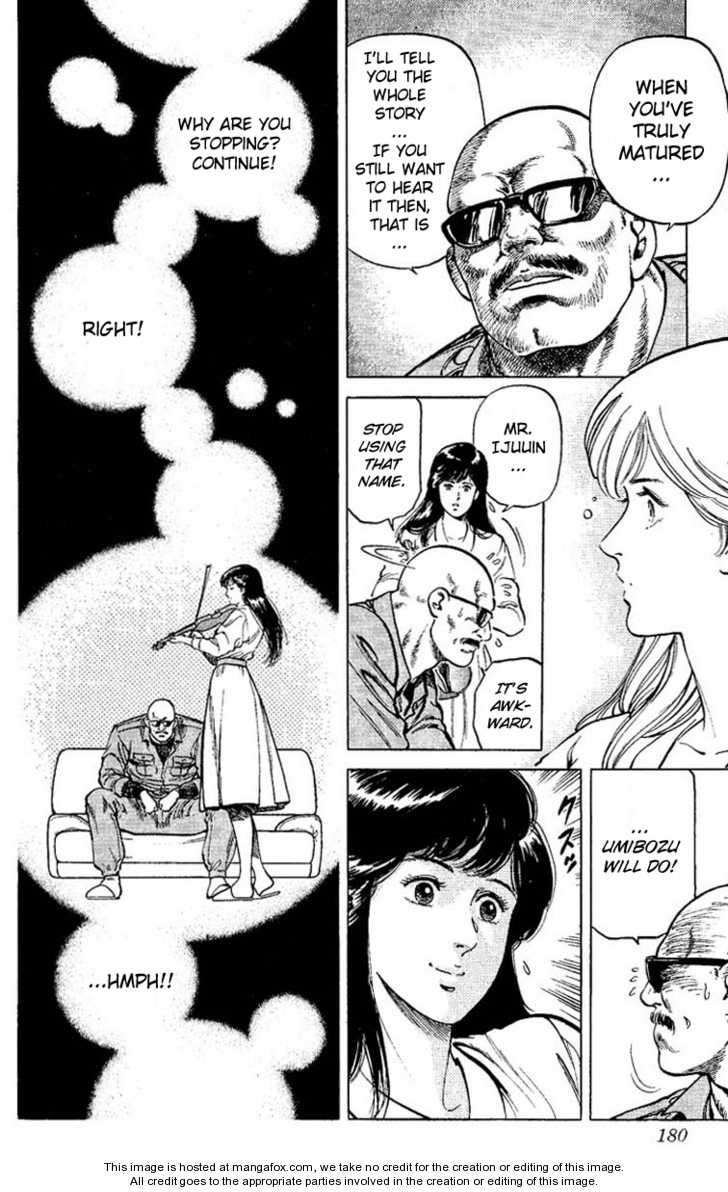 WHEN
YOU'VE
TRULY
MATURED
...
I'LL TELL
YOU THE
WHOLE
STORY
...
IF YOU
STILL WANT
TO HEAR
IT THEN,
THAT IS
...
MR.
IJUUIN
...
STOP
USING
THAT
NAME.
IT'S
AWK-
WARD.
...
UMIBOZU
WILL DO!
クスッ
WHY ARE YOU
STOPPING?
CONTINUE!
RIGHT!
...HMPH!!
180
This image is hosted at mangafox.com, we take no credit for the creation or editing of this image.
All credit goes to the appropriate parties involved in the creation or editing of this image.